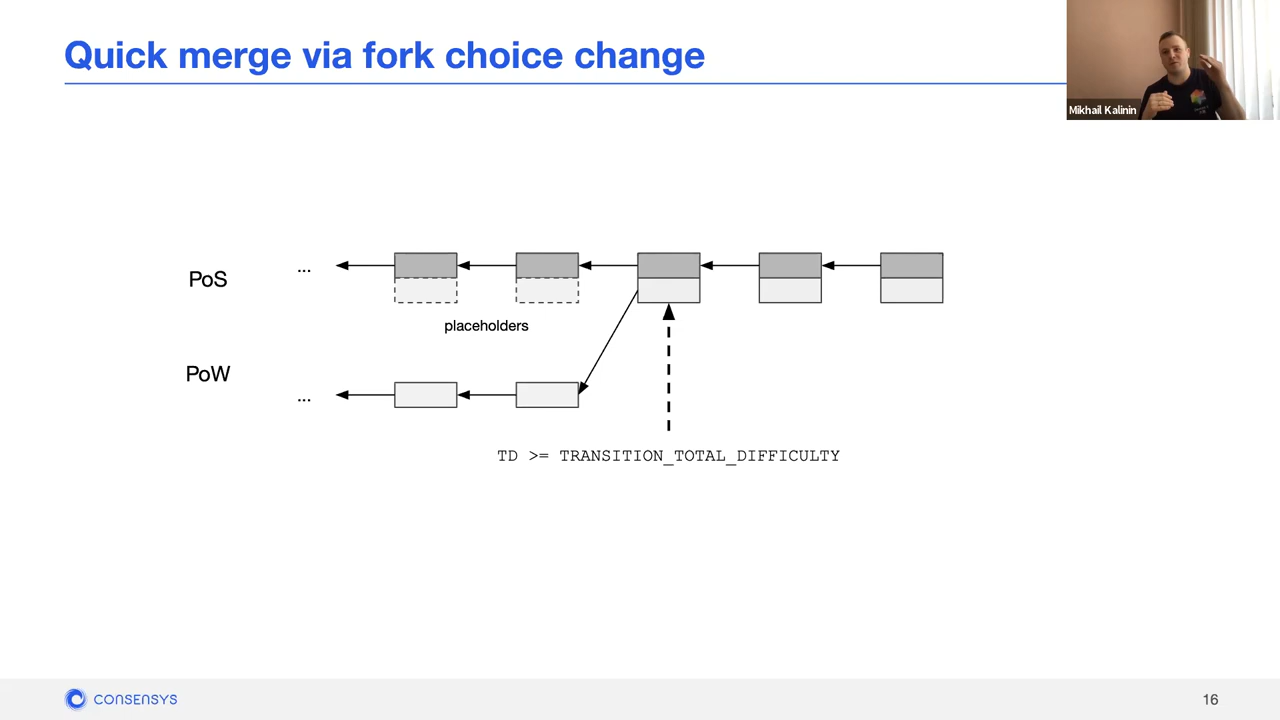 Quick merge via fork choice change
Mikhail Kalinin
PoS
...
placeholders
PoW
...
TD >= TRANSITION_TOTAL_DIFFICULTY
CONSENSYS
16